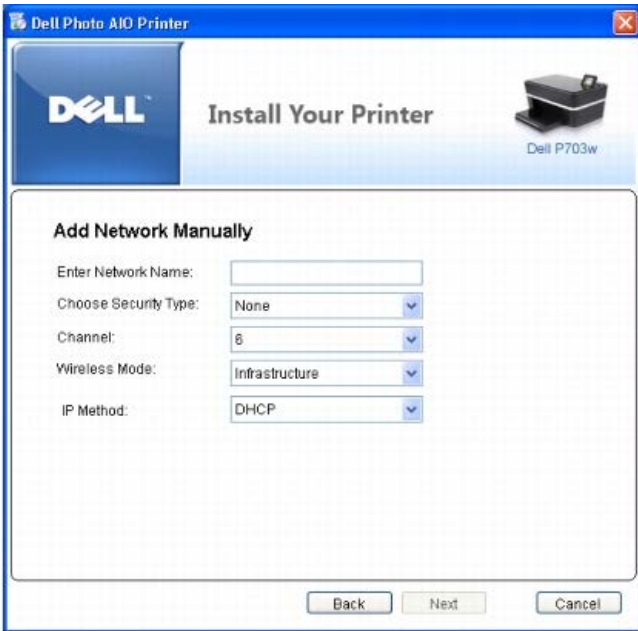 Dell Photo AIO Printer
DELL
Install Your Printer
Dell P703w
Add Network Manually
Enter Network Name:
Choose Security Type: None
Channel: 6
Wireless Mode: Infrastructure
IP Method: DHCP
Back Next Cancel